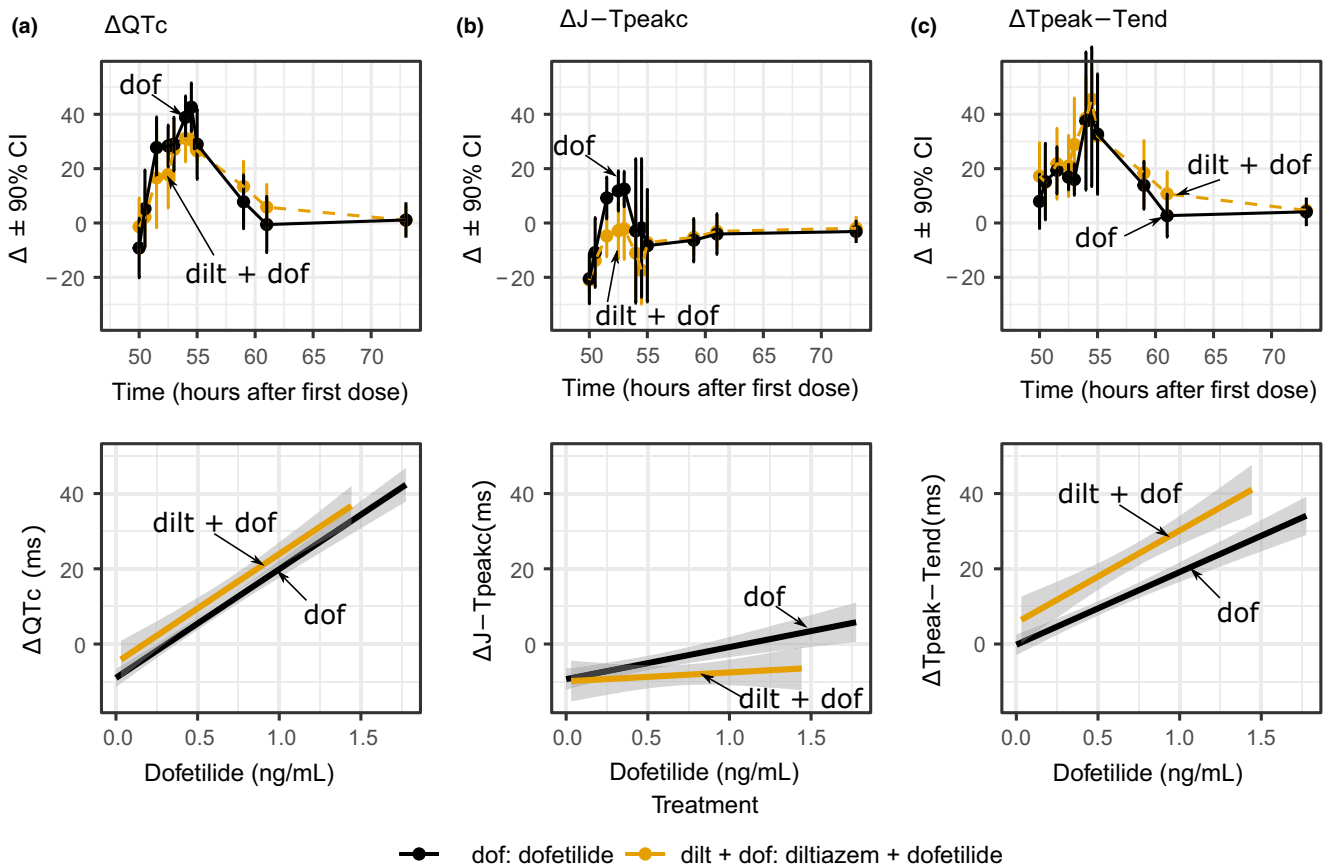 (a) ΔQTc
(b) ΔJ−Tpeakc
(c) ΔTpeak−Tend
Δ ± 90% CI
40
20
0
−20
dof
dilt + dof
50 55 60 65 70
Time (hours after first dose)
Δ ± 90% CI
40
20
0
−20
dof
dilt + dof
50 55 60 65 70
Time (hours after first dose)
Δ ± 90% CI
40
20
0
−20
dilt + dof
dof
50 55 60 65 70
Time (hours after first dose)
ΔQTc (ms)
40
20
0
dilt + dof
dof
0.0 0.5 1.0 1.5
Dofetilide (ng/mL)
ΔJ−Tpeakc(ms)
40
20
0
dof
dilt + dof
0.0 0.5 1.0 1.5
Dofetilide (ng/mL)
ΔTpeak−Tend(ms)
40
20
0
dilt + dof
dof
0.0 0.5 1.0 1.5
Dofetilide (ng/mL)
Treatment
dof: dofetilide dilt + dof: diltiazem + dofetilide